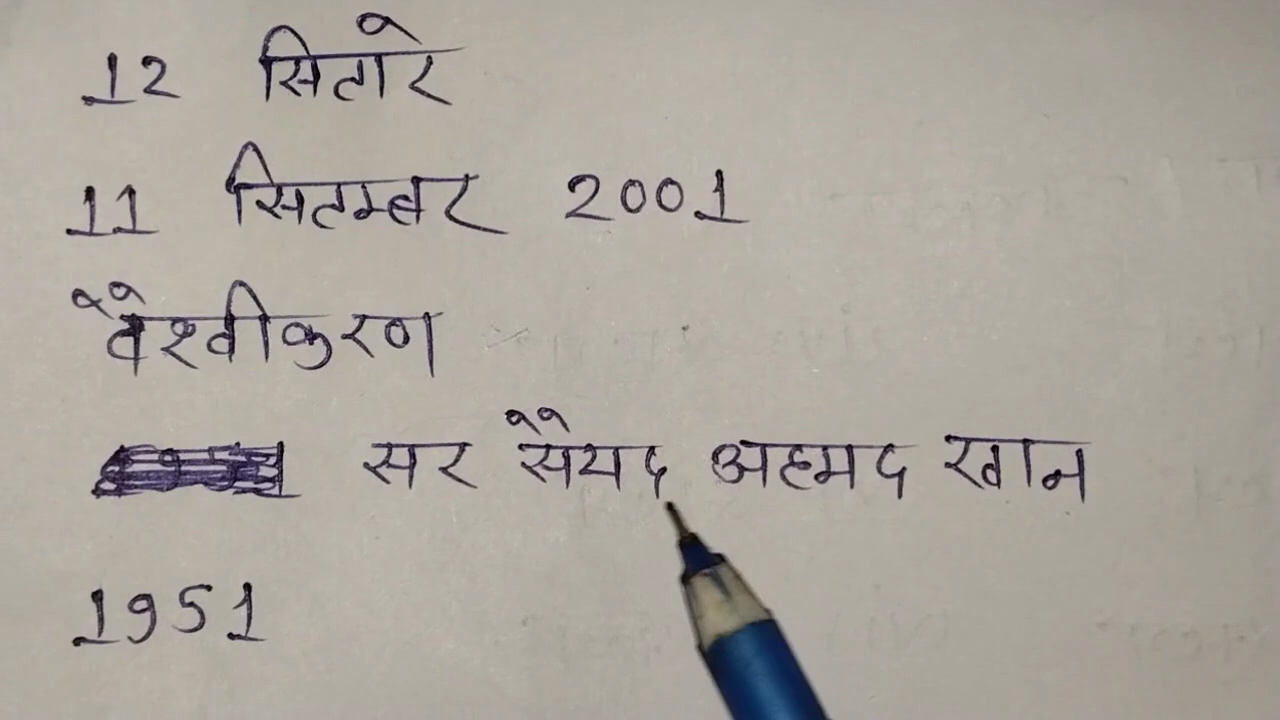 12 सितारे
11 सितम्बर 2001
वैश्वीकरण
सर सैयद अहमद खान
1951